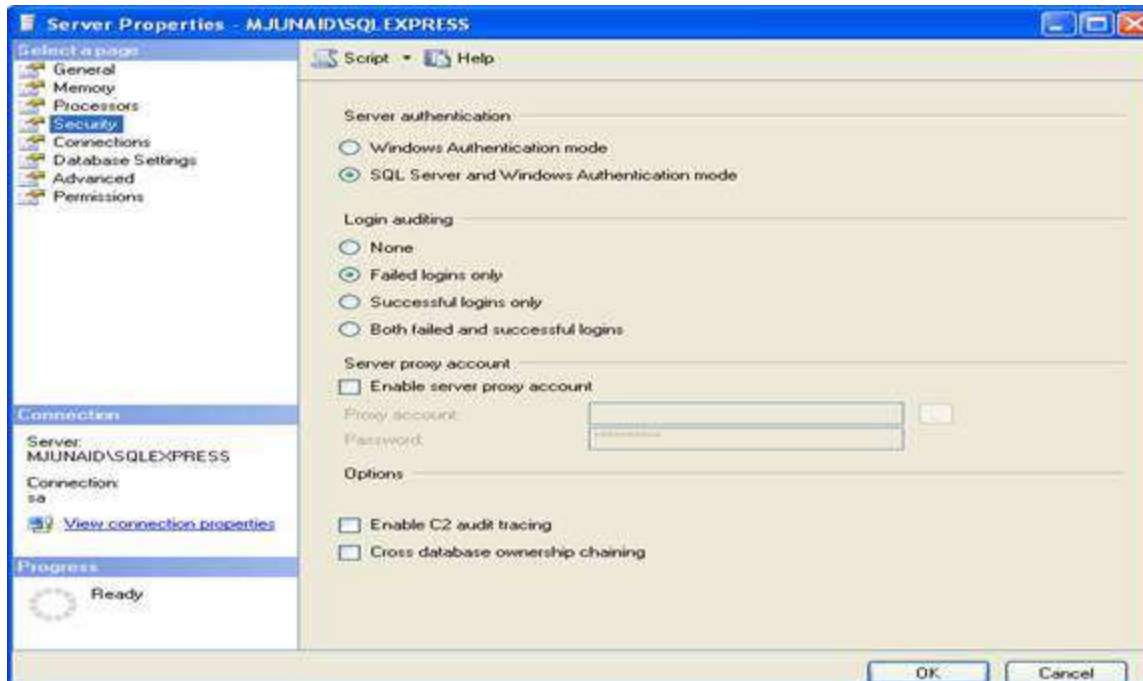 Server Properties - MJUNAID\SQLEXPRESS
Select a page
General
Memory
Processors
Security
Connections
Database Settings
Advanced
Permissions
Script
Help
Server authentication
Windows Authentication mode
SQL Server and Windows Authentication mode
Login auditing
None
Failed logins only
Successful logins only
Both failed and successful logins
Server proxy account
Enable server proxy account
Proxy account:
Password:
Options
Enable C2 audit tracing
Cross database ownership chaining
Connection
Server:
MJUNAID\SQLEXPRESS
Connection:
sa
View connection properties
Progress
Ready
OK
Cancel